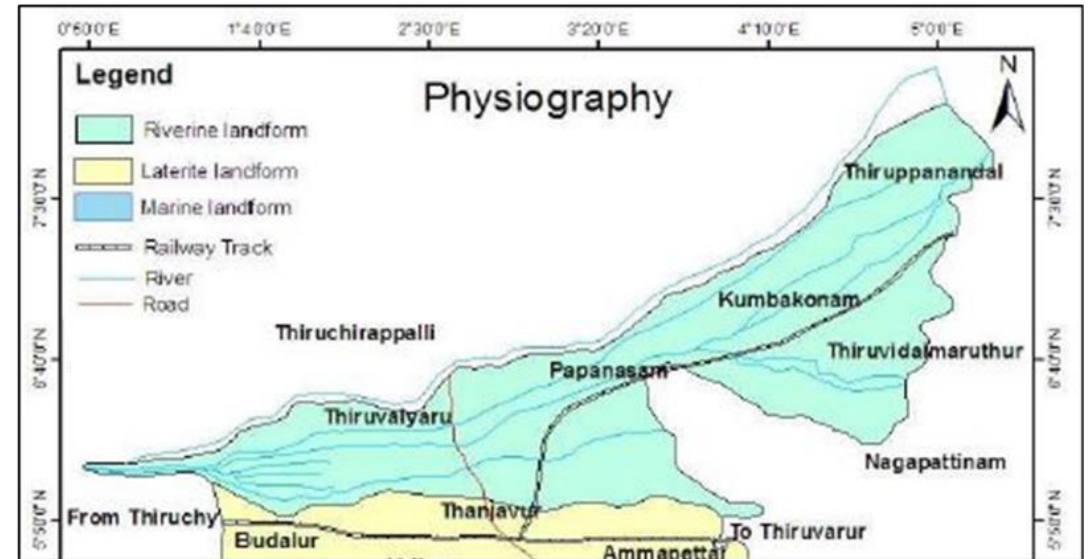 0°50'0"E 1°40'0"E 2°30'0"E 3°20'0"E 4°10'0"E 5°00'0"E
Legend
Physiography
N
Riverine landform
Laterite landform
Marine landform
Railway Track
River
Road
7°30'0"N
7°30'0"N
Thiruppanandal
Kumbakonam
Thiruchirappalli
Thiruvidaimaruthur
6°40'0"N
6°40'0"N
Papanasam
Thiruvaiyaru
Nagapattinam
5°50'0"N
5°50'0"N
From Thiruchy
Thanjavur
To Thiruvarur
Budalur
Ammapettai